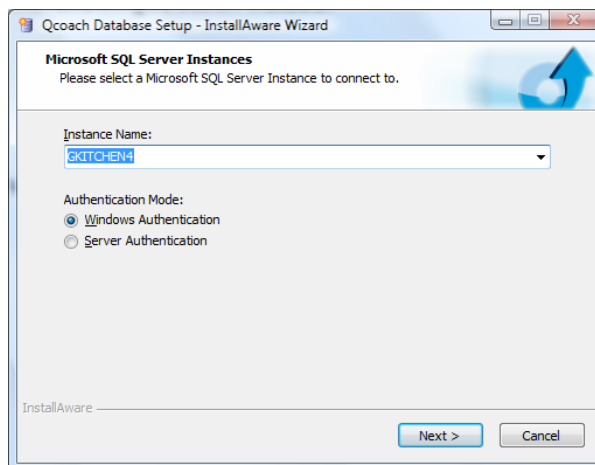 Qcoach Database Setup - InstallAware Wizard
Microsoft SQL Server Instances
Please select a Microsoft SQL Server Instance to connect to.
Instance Name:
GKITCHEN4
Authentication Mode:
Windows Authentication
Server Authentication
InstallAware
Next >
Cancel